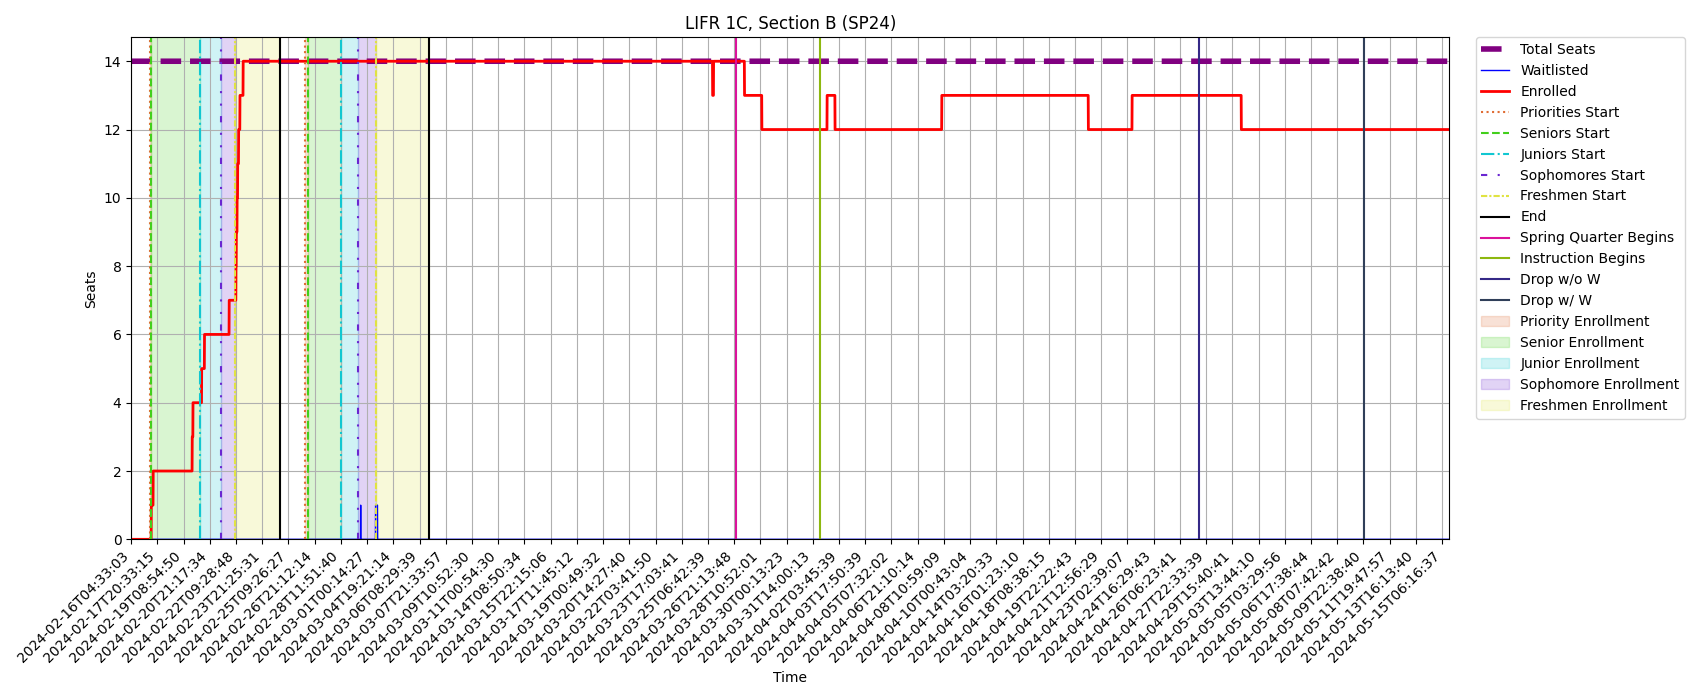 LIFR 1C, Section B (SP24)
Total Seats
Waitlisted
Enrolled
Priorities Start
Seniors Start
Juniors Start
Sophomores Start
Freshmen Start
End
Spring Quarter Begins
Instruction Begins
Drop w/o W
Drop w/ W
Priority Enrollment
Senior Enrollment
Junior Enrollment
Sophomore Enrollment
Freshmen Enrollment
Seats
14
12
10
8
6
4
2
0
2024-02-16T04:33:03
2024-02-17T20:33:15
2024-02-19T08:54:50
2024-02-20T21:17:34
2024-02-22T09:28:48
2024-02-23T21:25:31
2024-02-25T09:26:27
2024-02-26T21:12:14
2024-02-28T11:51:40
2024-03-01T00:14:27
2024-03-04T19:21:14
2024-03-06T08:29:39
2024-03-07T21:33:57
2024-03-09T10:52:30
2024-03-11T00:54:30
2024-03-14T08:50:34
2024-03-15T22:15:06
2024-03-17T11:45:12
2024-03-19T00:49:32
2024-03-20T14:27:40
2024-03-22T03:41:50
2024-03-23T17:03:41
2024-03-25T06:42:39
2024-03-26T21:13:48
2024-03-28T10:52:01
2024-03-30T00:13:23
2024-03-31T14:00:13
2024-04-02T03:45:39
2024-04-03T17:50:39
2024-04-05T07:32:02
2024-04-06T21:10:14
2024-04-08T10:59:09
2024-04-10T00:43:04
2024-04-14T03:20:33
2024-04-16T01:23:10
2024-04-18T08:38:15
2024-04-19T22:22:43
2024-04-21T12:56:29
2024-04-23T02:39:07
2024-04-24T16:29:43
2024-04-26T06:23:41
2024-04-27T22:33:39
2024-04-29T15:40:41
2024-05-03T13:44:10
2024-05-05T03:29:56
2024-05-06T17:38:44
2024-05-08T07:42:42
2024-05-09T22:38:40
2024-05-11T19:47:57
2024-05-13T16:13:40
2024-05-15T06:16:37
Time